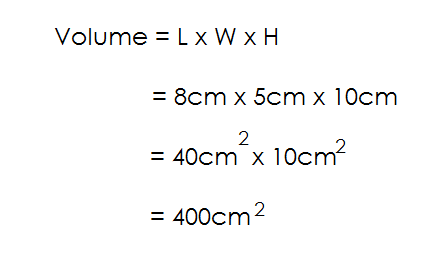 Volume = L x W x H
= 8cm x 5cm x 10cm
= 40cm² x 10cm²
= 400cm²